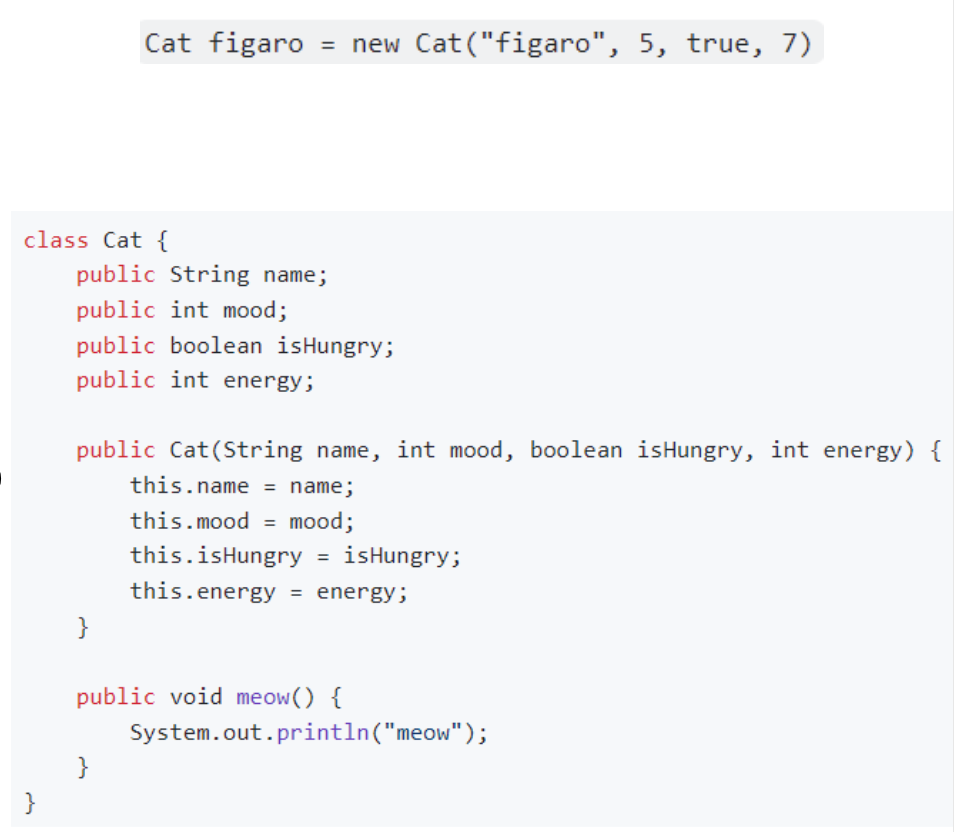 Cat figaro = new Cat("figaro", 5, true, 7)
class Cat {
    public String name;
    public int mood;
    public boolean isHungry;
    public int energy;
    public Cat(String name, int mood, boolean isHungry, int energy) {
        this.name = name;
        this.mood = mood;
        this.isHungry = isHungry;
        this.energy = energy;
    }
    public void meow() {
        System.out.println("meow");
    }
}